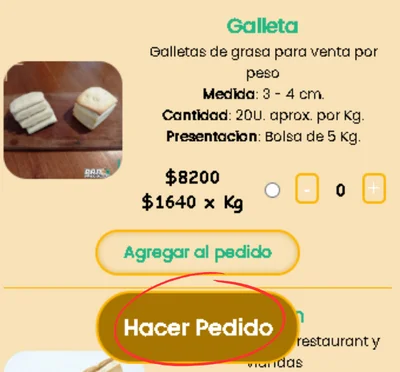 Galleta
Galletas de grasa para venta por
peso
Medida: 3 - 4 cm.
Cantidad: 20U. aprox. por Kg.
Presentacion: Bolsa de 5 Kg.
$8200
$1640 x Kg
- 0 +
Agregar al pedido
Hacer Pedido
restaurant y
viandas